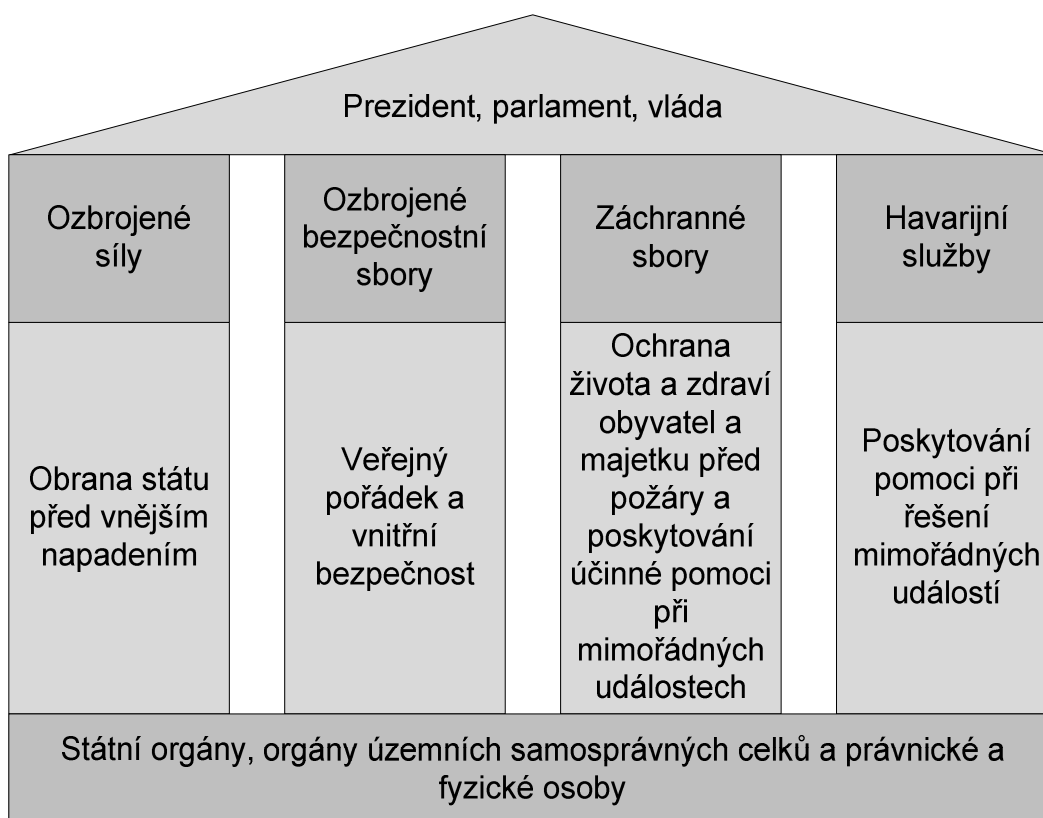 Prezident, parlament, vláda
Ozbrojené
síly
Ozbrojené
bezpečnostní
sbory
Záchranné
sbory
Havarijní
služby
Obrana státu
před vnějším
napadením
Veřejný
pořádek a
vnitřní
bezpečnost
Ochrana
života a zdraví
obyvatel a
majetku před
požáry a
poskytování
účinné pomoci
při
mimořádných
událostech
Poskytování
pomoci při
řešení
mimořádných
událostí
Státní orgány, orgány územních samosprávných celků a právnické a
fyzické osoby